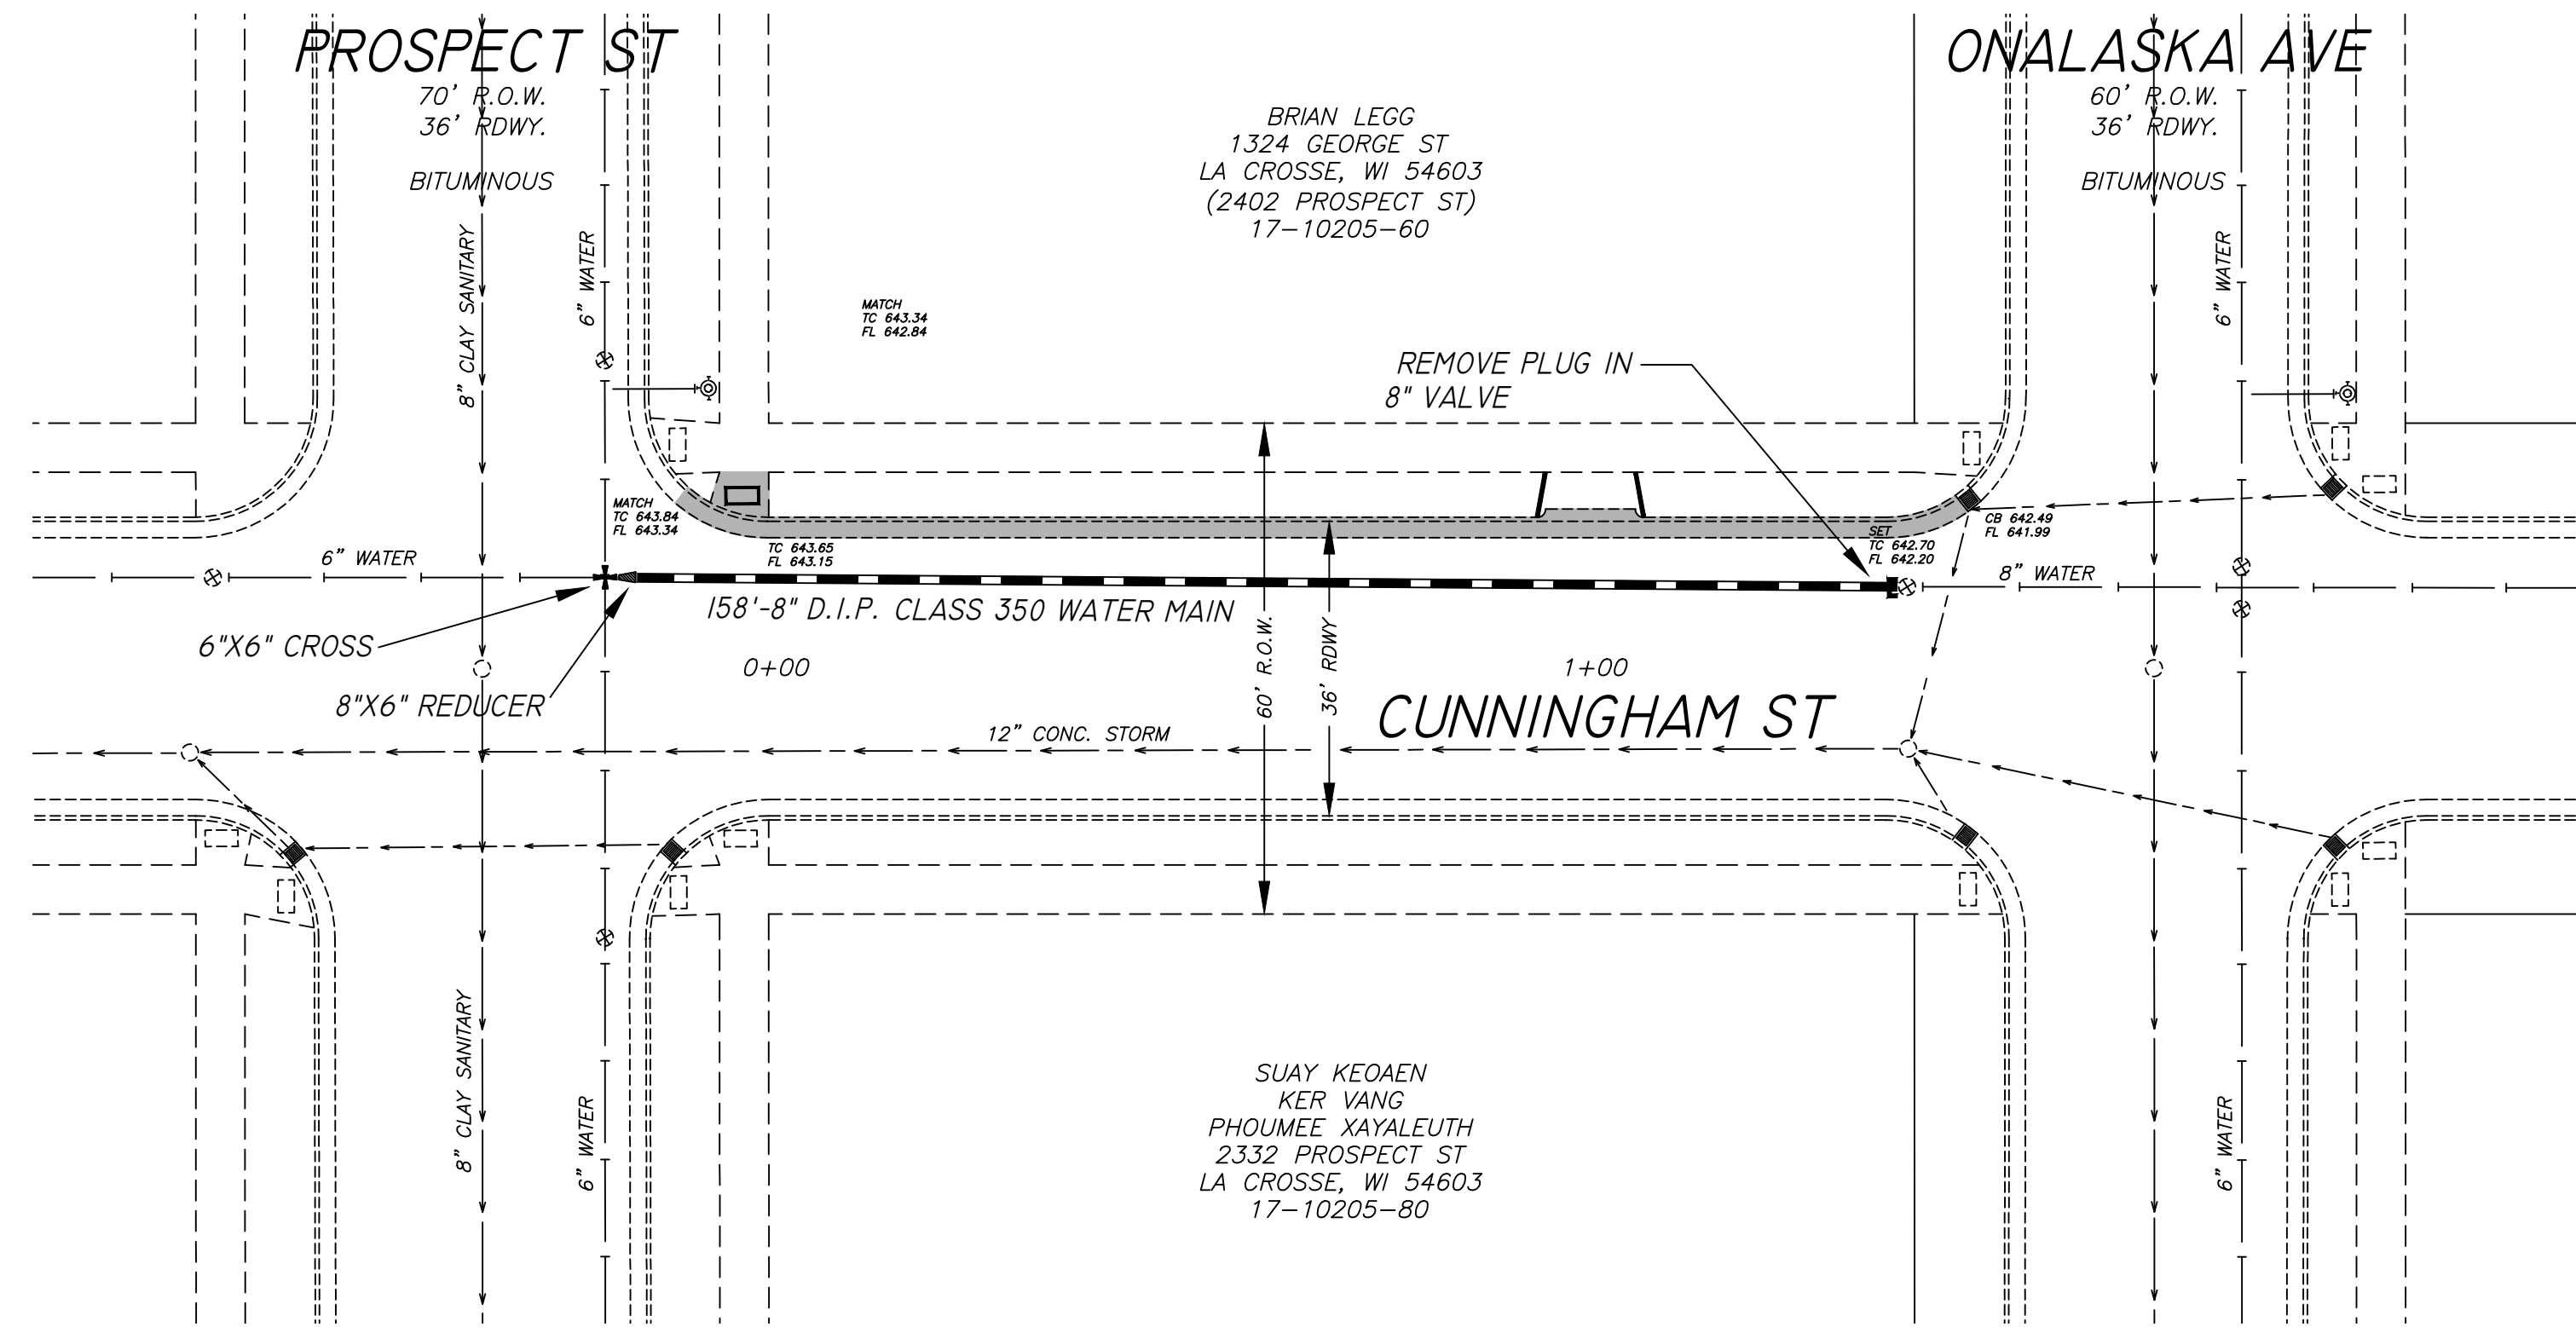 PROSPECT ST
70' R.O.W.
36' RDWY.
BITUMINOUS
ONALASKA AVE
60' R.O.W.
36' RDWY.
BITUMINOUS
BRIAN LEGG
1324 GEORGE ST
LA CROSSE, WI 54603
(2402 PROSPECT ST)
17-10205-60
8" CLAY SANITARY
6" WATER
6" WATER
MATCH
TC 643.34
FL 642.84
REMOVE PLUG IN
8" VALVE
MATCH
TC 643.84
FL 643.34
TC 643.65
FL 643.15
CB 642.49
FL 641.99
SET
TC 642.70
FL 642.20
6" WATER
8" WATER
158'-8" D.I.P. CLASS 350 WATER MAIN
6"X6" CROSS
8"X6" REDUCER
0+00
1+00
60' R.O.W.
36' RDWY
CUNNINGHAM ST
12" CONC. STORM
8" CLAY SANITARY
6" WATER
6" WATER
SUAY KEOAEN
KER VANG
PHOUMEE XAYALEUTH
2332 PROSPECT ST
LA CROSSE, WI 54603
17-10205-80